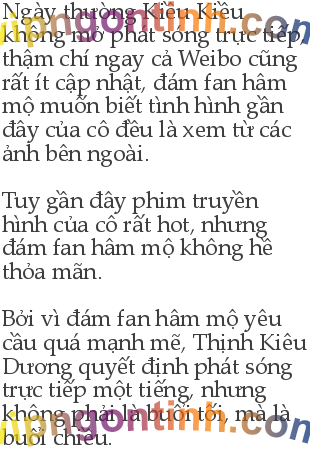 Ngày thường Kiều Kiều
không mở phát sóng trực tiếp,
thậm chí ngay cả Weibo cũng
rất ít cập nhật, đám fan hâm
mộ muốn biết tình hình gần
đây của cô đều là xem từ các
ảnh bên ngoài.
Tuy gần đây phim truyền
hình của cô rất hot, nhưng
đám fan hâm mộ không hề
thỏa mãn.
Bởi vì đám fan hâm mộ yêu
cầu quá mạnh mẽ, Thịnh Kiều
Dương quyết định phát sóng
trực tiếp một tiếng, nhưng
không phải là buổi tối, mà là
buổi chiều.
vipngontinh.com
vipngontinh.com